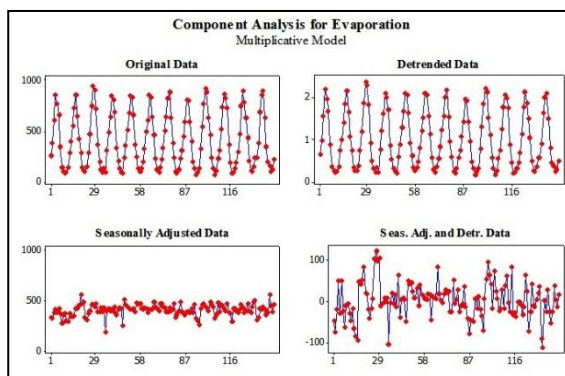 Component Analysis for Evaporation
Multiplicative Model
Original Data
Detrended Data
1000
500
0
1 29 58 87 116
2
1
0
1 29 58 87 116
Seasonally Adjusted Data
Seas. Adj. and Detr. Data
1000
500
0
1 29 58 87 116
100
0
-100
1 29 58 87 116